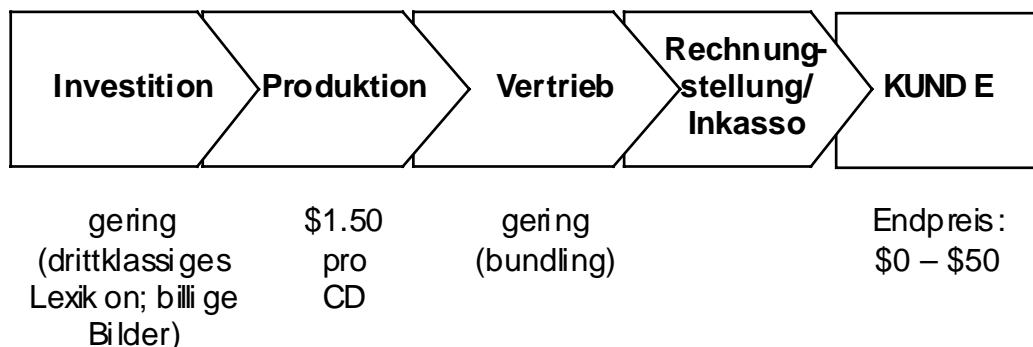 Investition
Produktion
Vertrieb
Rechnung-
stellung/
Inkasso
KUNDE
gering
(drittklassiges
Lexikon; billige
Bilder)
$1.50
pro
CD
gering
(bundling)
Endpreis:
$0 – $50